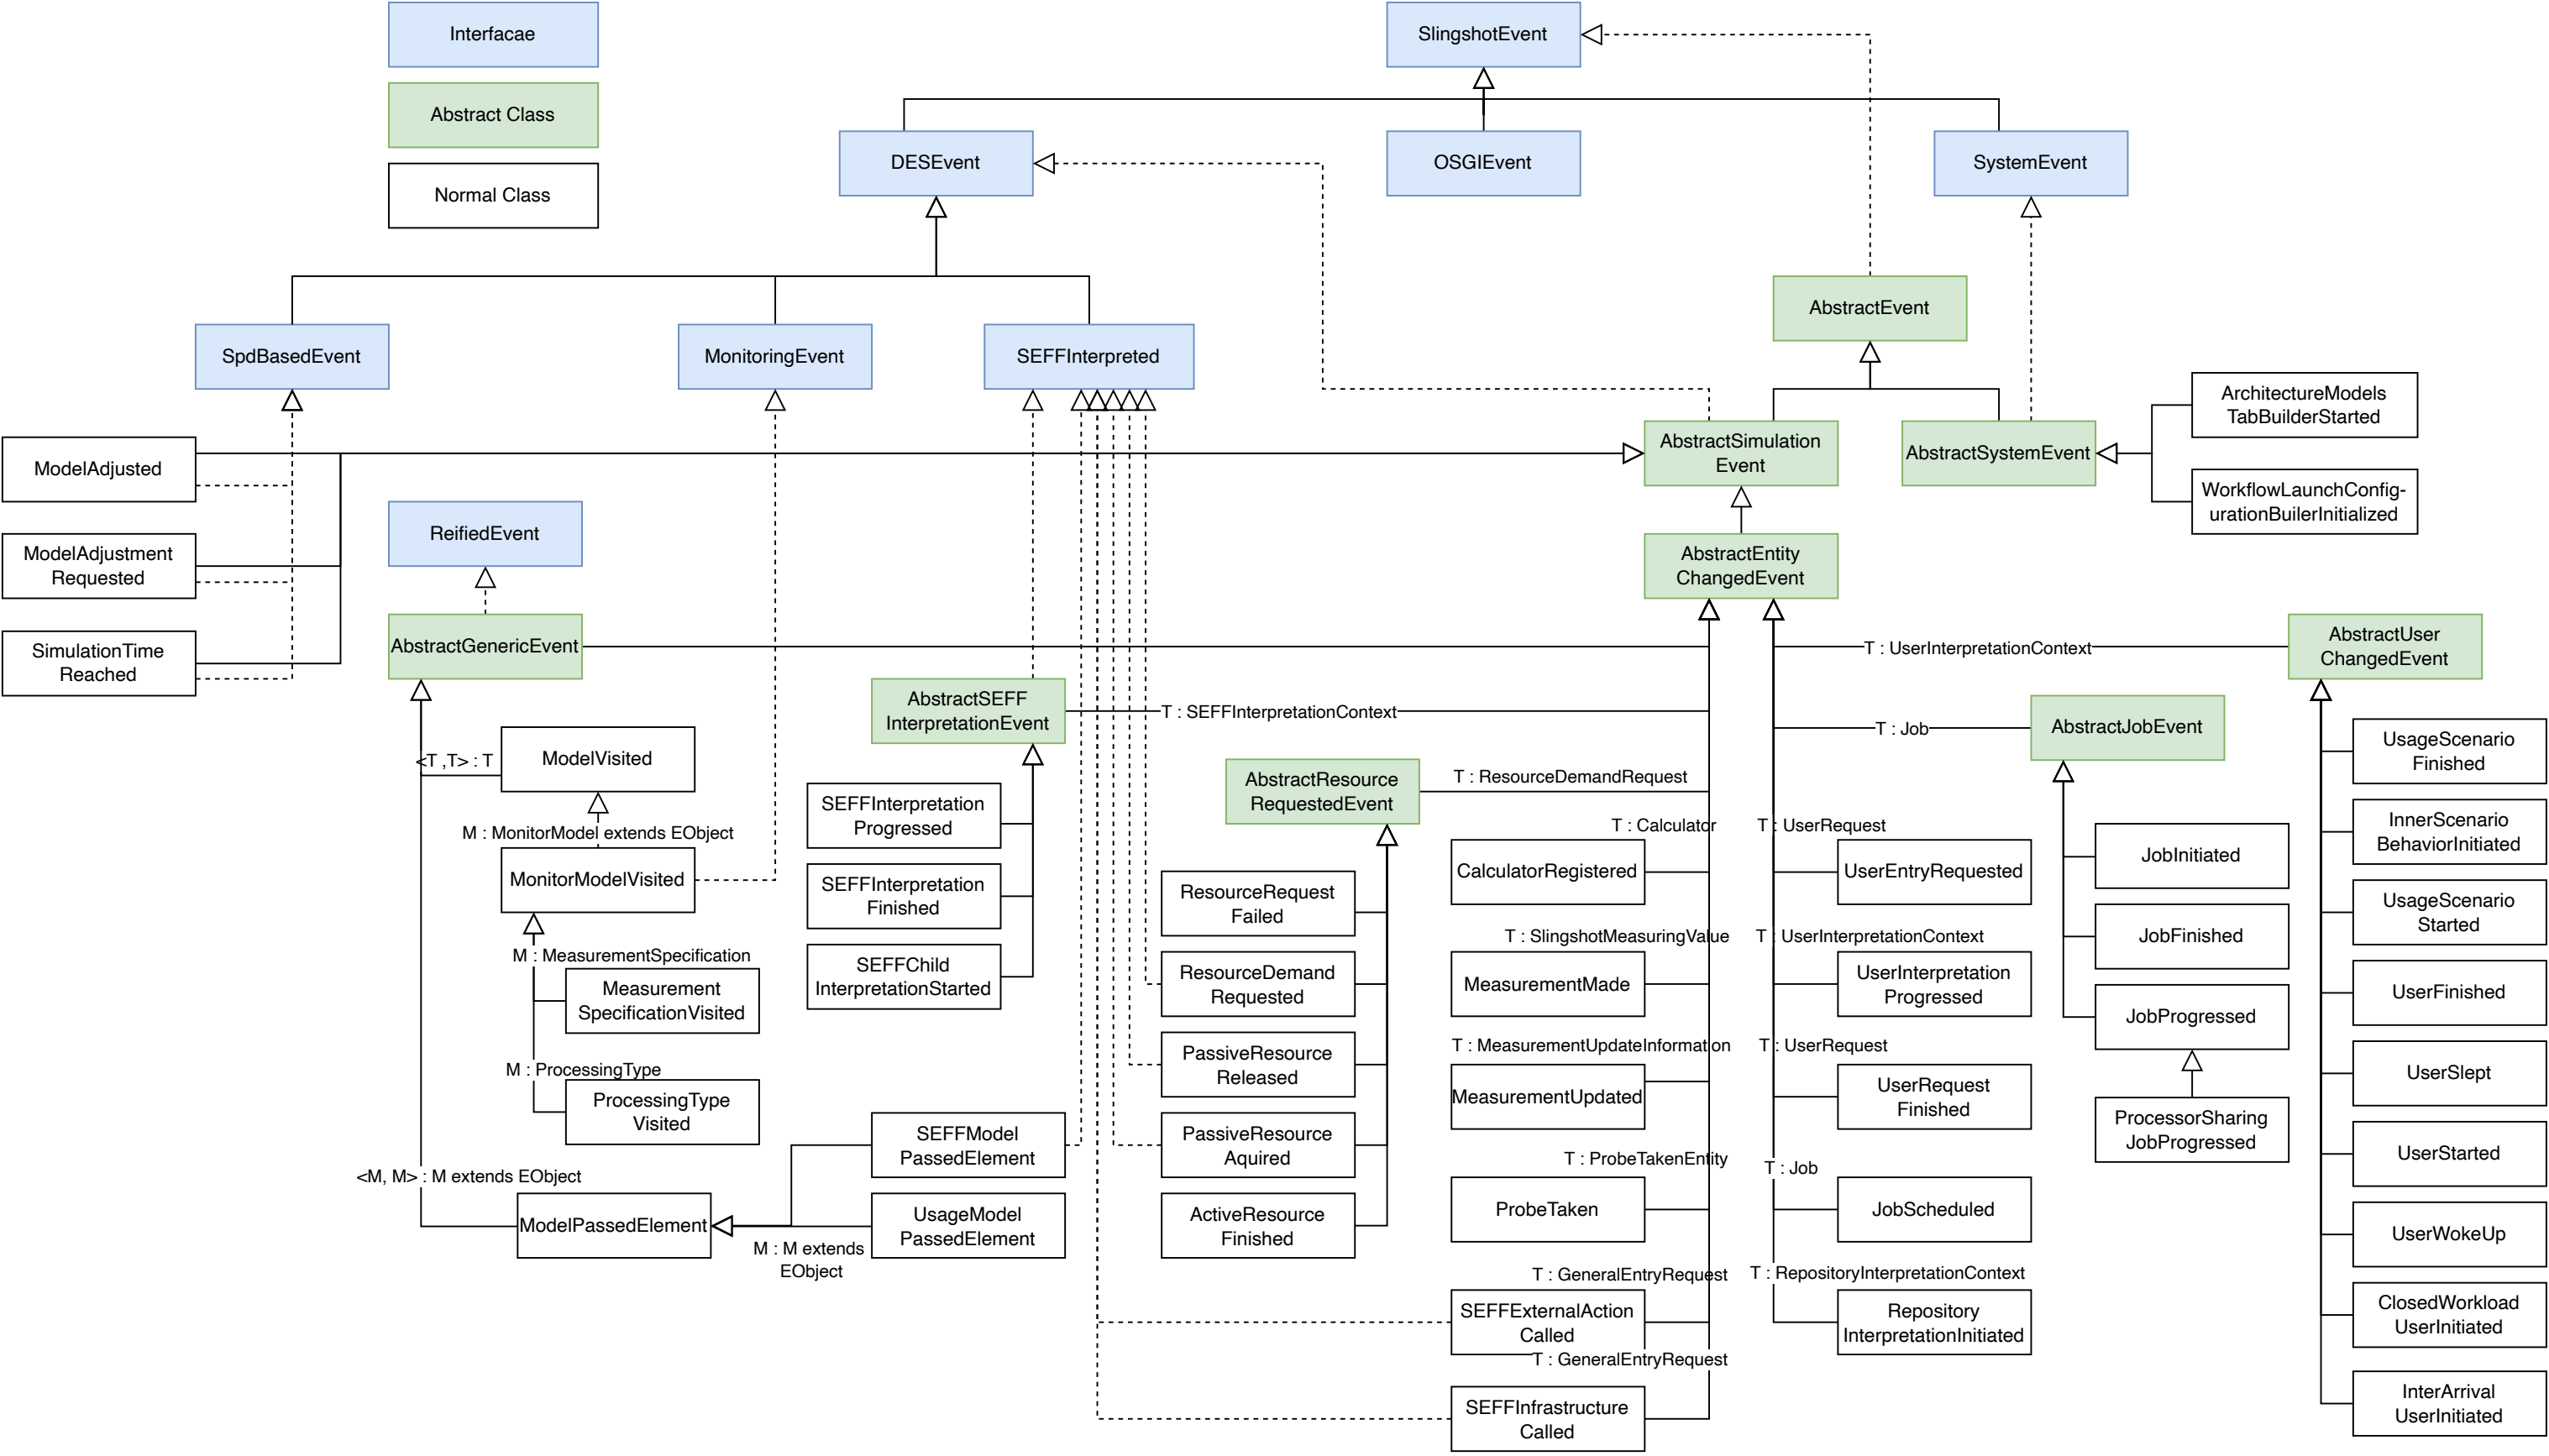 Interfacae
Abstract Class
Normal Class
SlingshotEvent
DESEvent
OSGIEvent
SystemEvent
AbstractEvent
SpdBasedEvent
MonitoringEvent
SEFFInterpreted
ArchitectureModels
TabBuilderStarted
AbstractSimulation
Event
AbstractSystemEvent
WorkflowLaunchConfig-
urationBuilerInitialized
ModelAdjusted
ModelAdjustment
Requested
SimulationTime
Reached
ReifiedEvent
AbstractGenericEvent
AbstractEntity
ChangedEvent
T : UserInterpretationContext
AbstractUser
ChangedEvent
AbstractSEFF
InterpretationEvent
T : SEFFInterpretationContext
T : Job
AbstractJobEvent
<T ,T> : T
ModelVisited
M : MonitorModel extends EObject
MonitorModelVisited
M : MeasurementSpecification
Measurement
SpecificationVisited
M : ProcessingType
ProcessingType
Visited
<M, M> : M extends EObject
ModelPassedElement
M : M extends
EObject
SEFFInterpretation
Progressed
SEFFInterpretation
Finished
SEFFChild
InterpretationStarted
SEFFModel
PassedElement
UsageModel
PassedElement
AbstractResource
RequestedEvent
T : ResourceDemandRequest
ResourceRequest
Failed
ResourceDemand
Requested
PassiveResource
Released
PassiveResource
Aquired
ActiveResource
Finished
T : Calculator
CalculatorRegistered
T : SlingshotMeasuringValue
MeasurementMade
T : MeasurementUpdateInformation
MeasurementUpdated
T : ProbeTakenEntity
ProbeTaken
T : GeneralEntryRequest
SEFFExternalAction
Called
T : GeneralEntryRequest
SEFFInfrastructure
Called
T : UserRequest
UserEntryRequested
T : UserInterpretationContext
UserInterpretation
Progressed
T : UserRequest
UserRequest
Finished
T : Job
JobScheduled
T : RepositoryInterpretationContext
Repository
InterpretationInitiated
JobInitiated
JobFinished
JobProgressed
ProcessorSharing
JobProgressed
UsageScenario
Finished
InnerScenario
BehaviorInitiated
UsageScenario
Started
UserFinished
UserSlept
UserStarted
UserWokeUp
ClosedWorkload
UserInitiated
InterArrival
UserInitiated